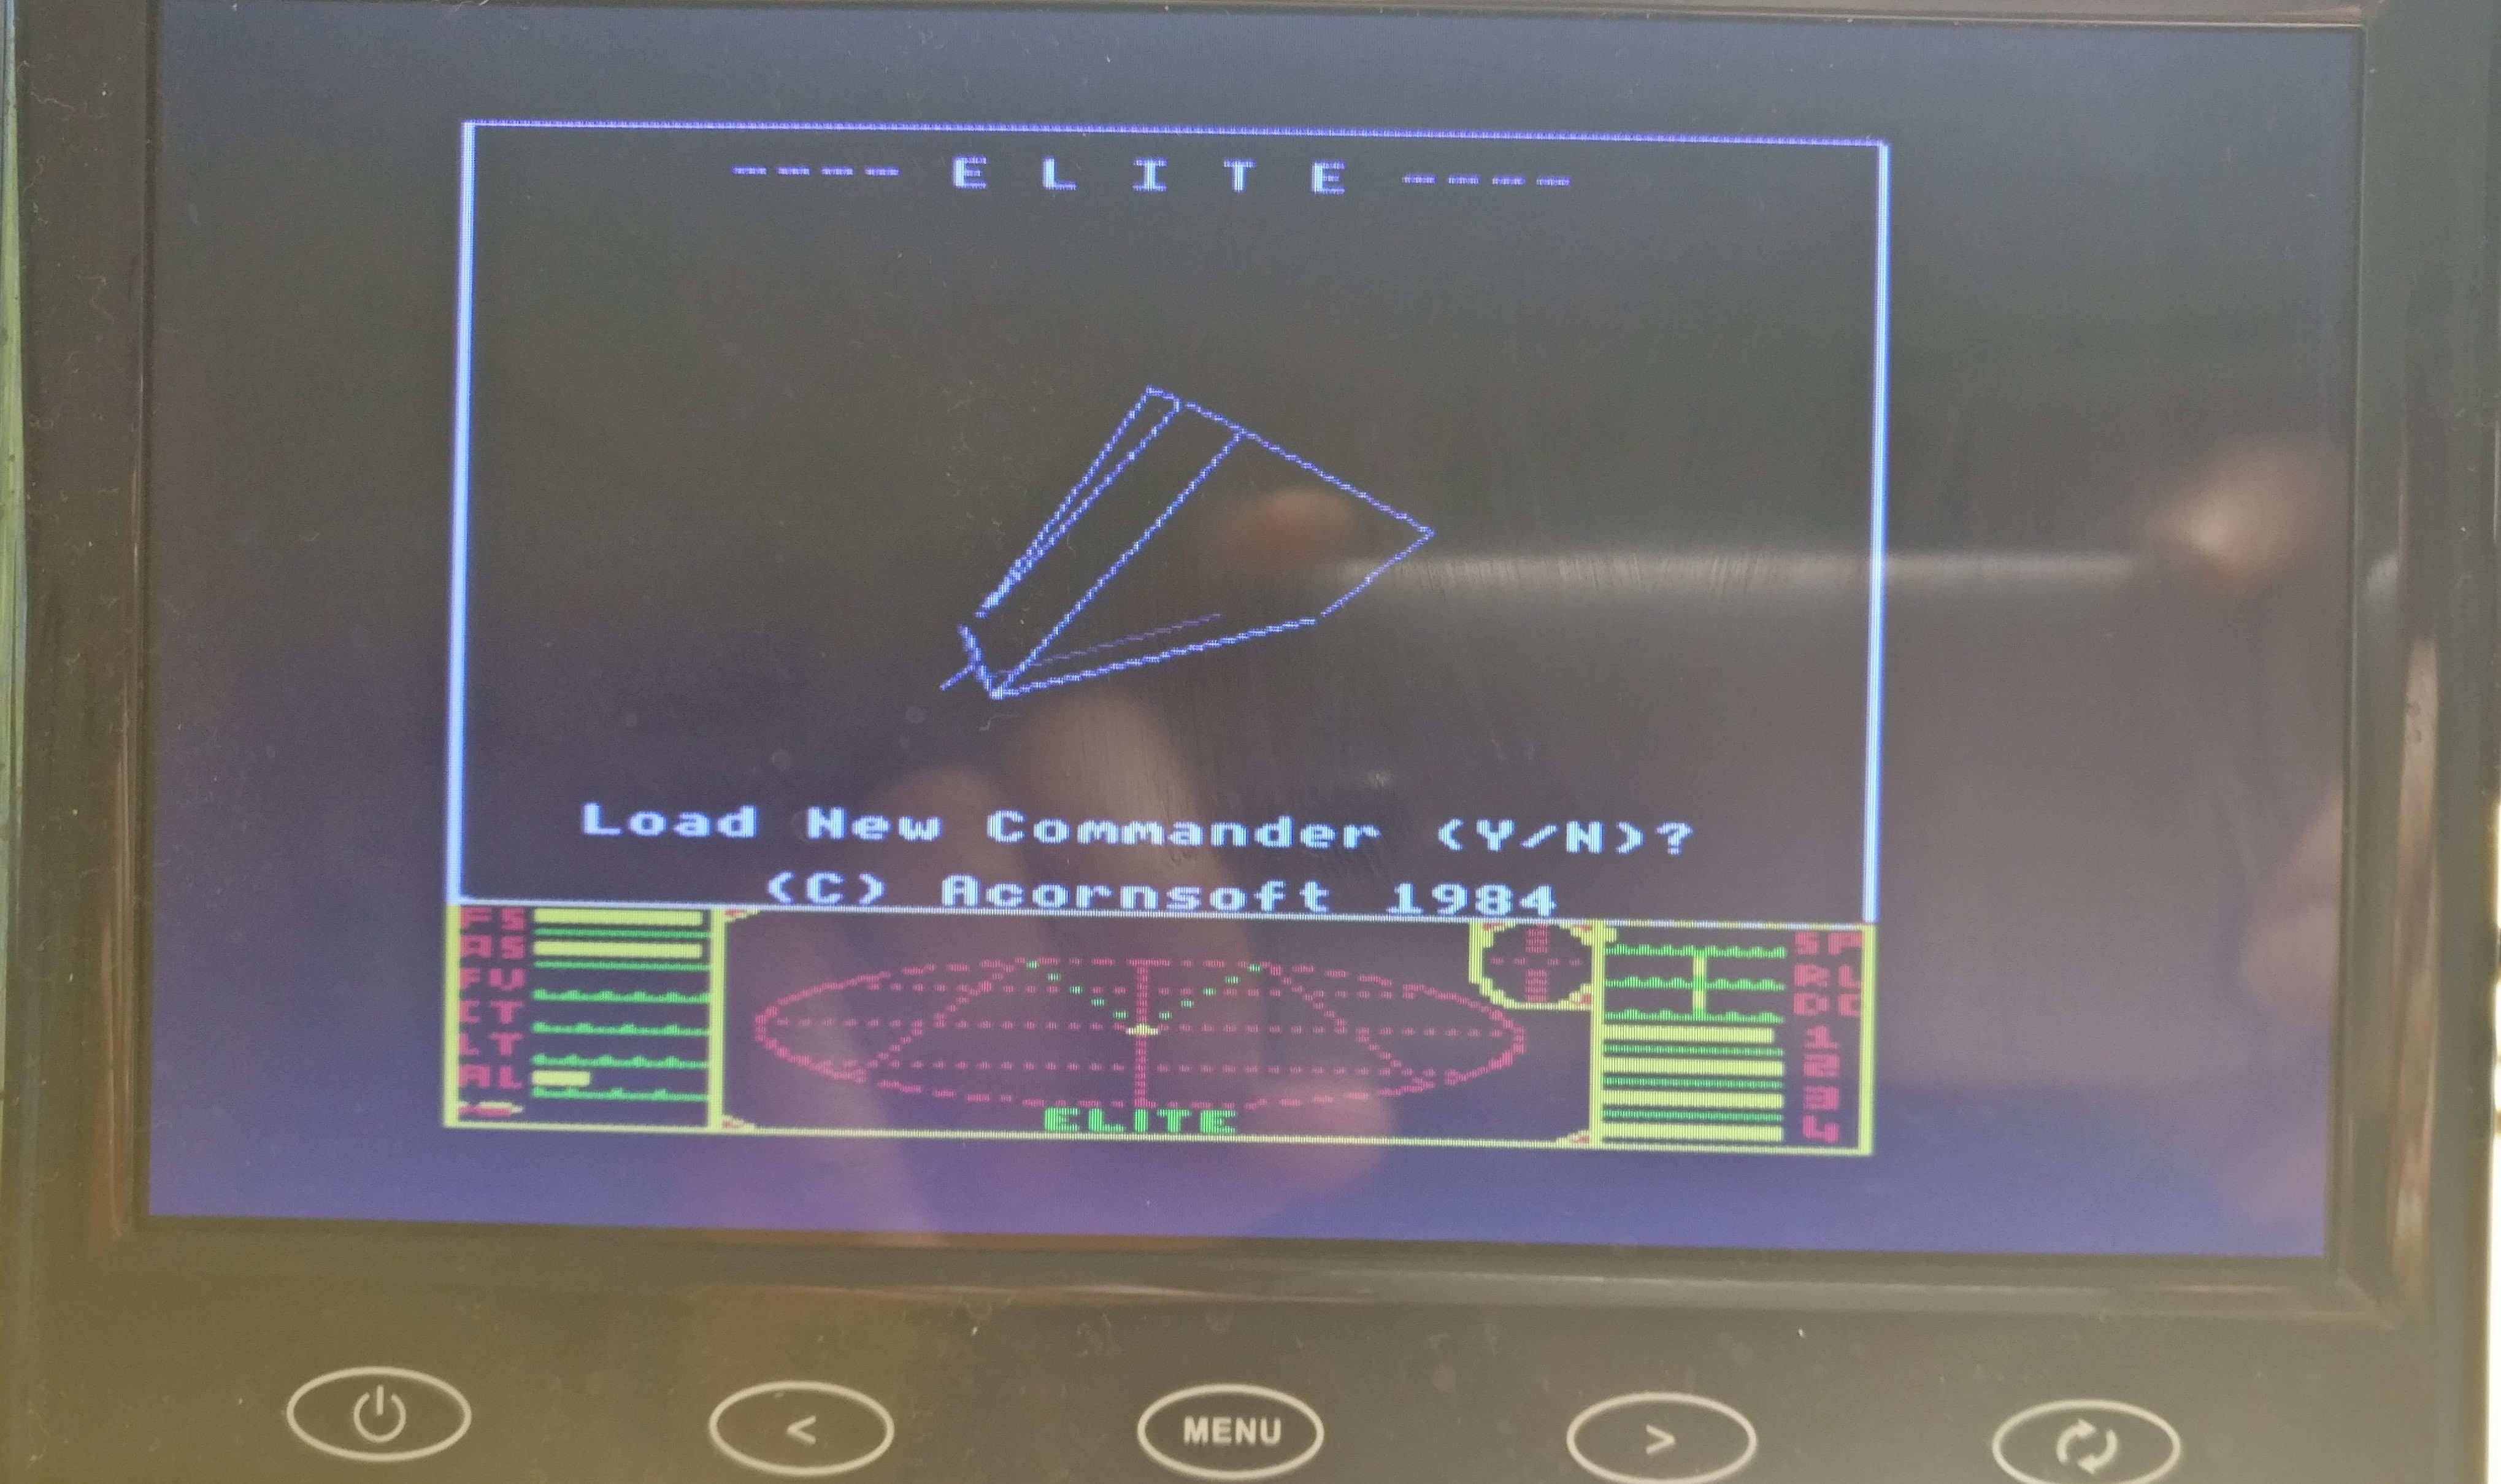 ---- E L I T E ----
Load New Commander (Y/N)?
(C) Acornsoft 1984
FS
AS
FV
CT
LT
AL
SP
RL
DC
1
2
3
4
ELITE
< MENU >